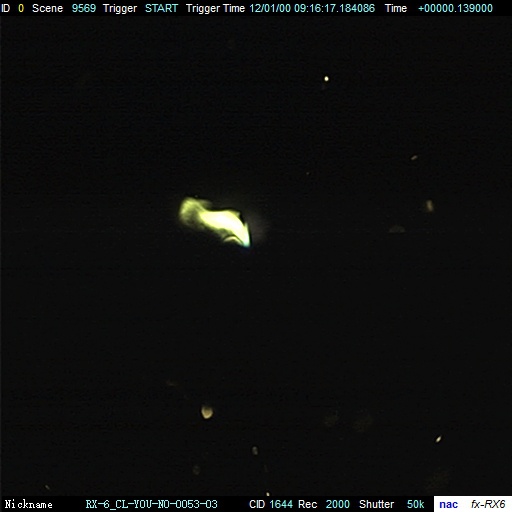 ID 0 Scene 9569 Trigger START Trigger Time 12/01/00 09:16:17.184086 Time +00000.139000
Nickname RX-6_CL-YOU-NO-0053-03 CID 1644 Rec 2000 Shutter 50k nac fx-RX6